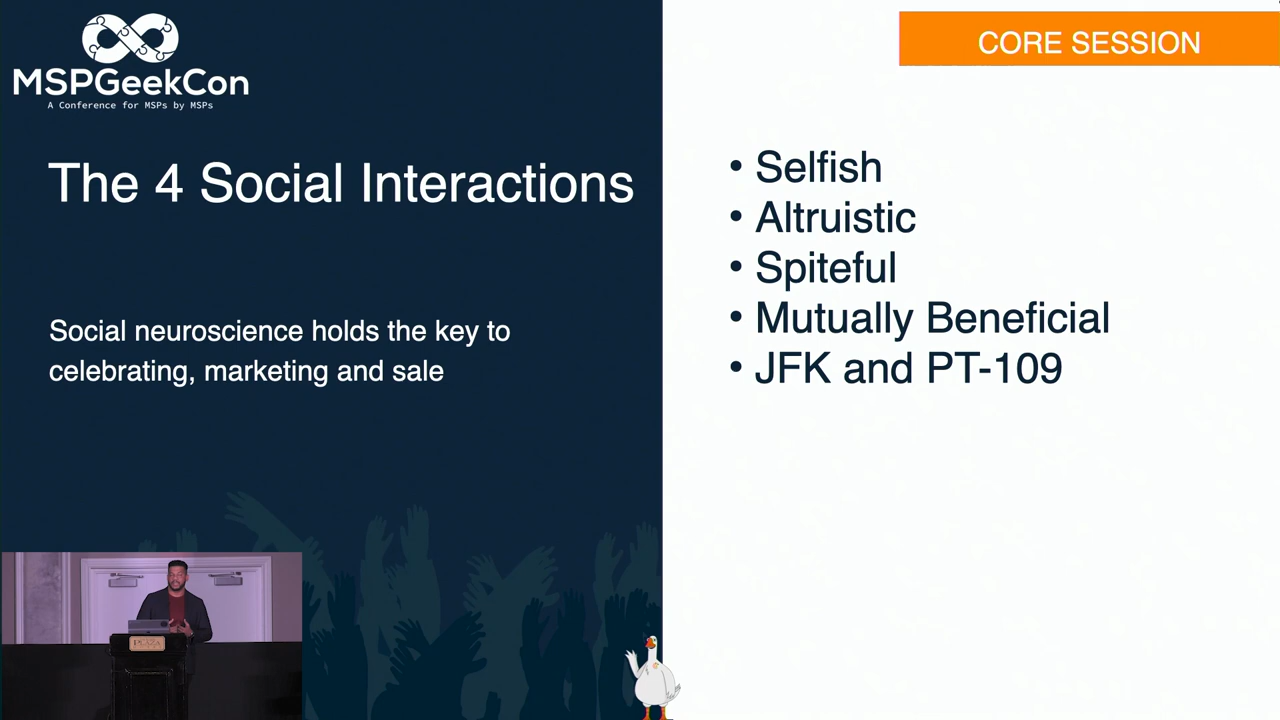 MSPGeekCon
A Conference for MSPs by MSPs
CORE SESSION
The 4 Social Interactions
Social neuroscience holds the key to
celebrating, marketing and sale
• Selfish
• Altruistic
• Spiteful
• Mutually Beneficial
• JFK and PT-109
PLAZA